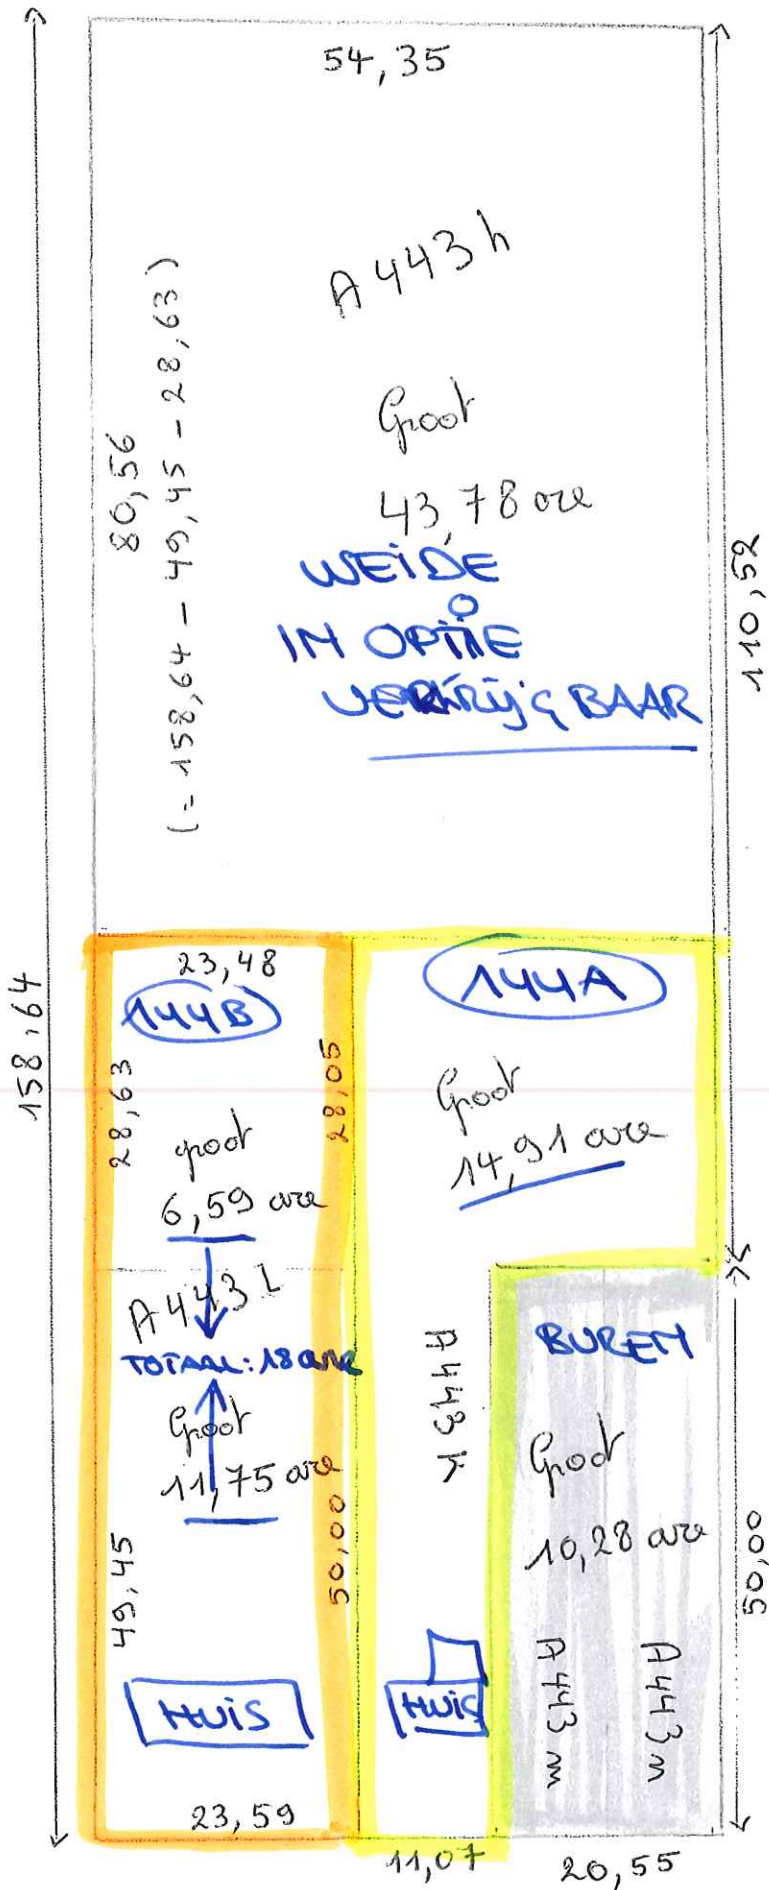 54,35
A 443 h
Groot
43,78 are
WEIDE
IN OPTIE
VERKRIJGBAAR
80,56
(= 158,64 - 49,45 - 28,63)
110,52
158,64
23,48
144B
28,63
28,05
groot
6,59 are
A 443 L
TOTAAL: 18 are
Groot
11,75 are
49,45
50,00
HUIS
23,59
144A
Groot
14,91 are
A 443 K
HUIS
11,07
BUREN
Groot
10,28 are
A 443 m
A 443 n
50,00
20,55